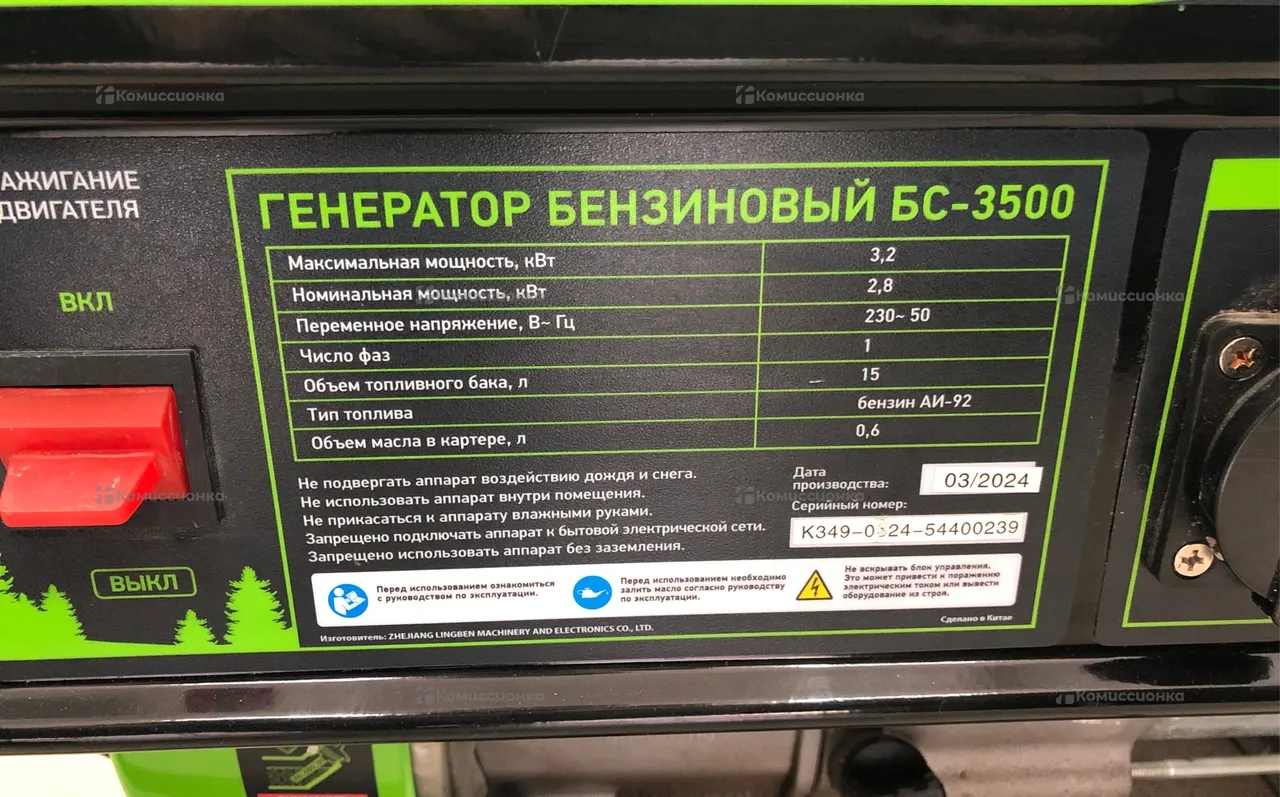 Комиссионка
Комиссионка
АЖИГАНИЕ
ДВИГАТЕЛЯ
ВКЛ
ВЫКЛ
ГЕНЕРАТОР БЕНЗИНОВЫЙ БС-3500
Максимальная мощность, кВт 3,2
Номинальная мощность, кВт 2,8
Переменное напряжение, В~ Гц 230~ 50
Число фаз 1
Объем топливного бака, л 15
Тип топлива бензин АИ-92
Объем масла в картере, л 0,6
Не подвергать аппарат воздействию дождя и снега.
Не использовать аппарат внутри помещения.
Не прикасаться к аппарату влажными руками.
Запрещено подключать аппарат к бытовой электрической сети.
Запрещено использовать аппарат без заземления.
Дата
производства: 03/2024
Серийный номер:
K349-0324-54400239
Перед использованием ознакомиться
с руководством по эксплуатации.
Перед использованием необходимо
залить масло согласно руководству
по эксплуатации.
Не вскрывать блок управления.
Это может привести к поражению
электрическим током или вывести
оборудование из строя.
Изготовитель: ZHEJIANG LINGBEN MACHINERY AND ELECTRONICS CO., LTD.
Сделано в Китае
Комиссионка
Комиссионка
Комиссионка
Комиссионка
Комиссионка
Комиссионка